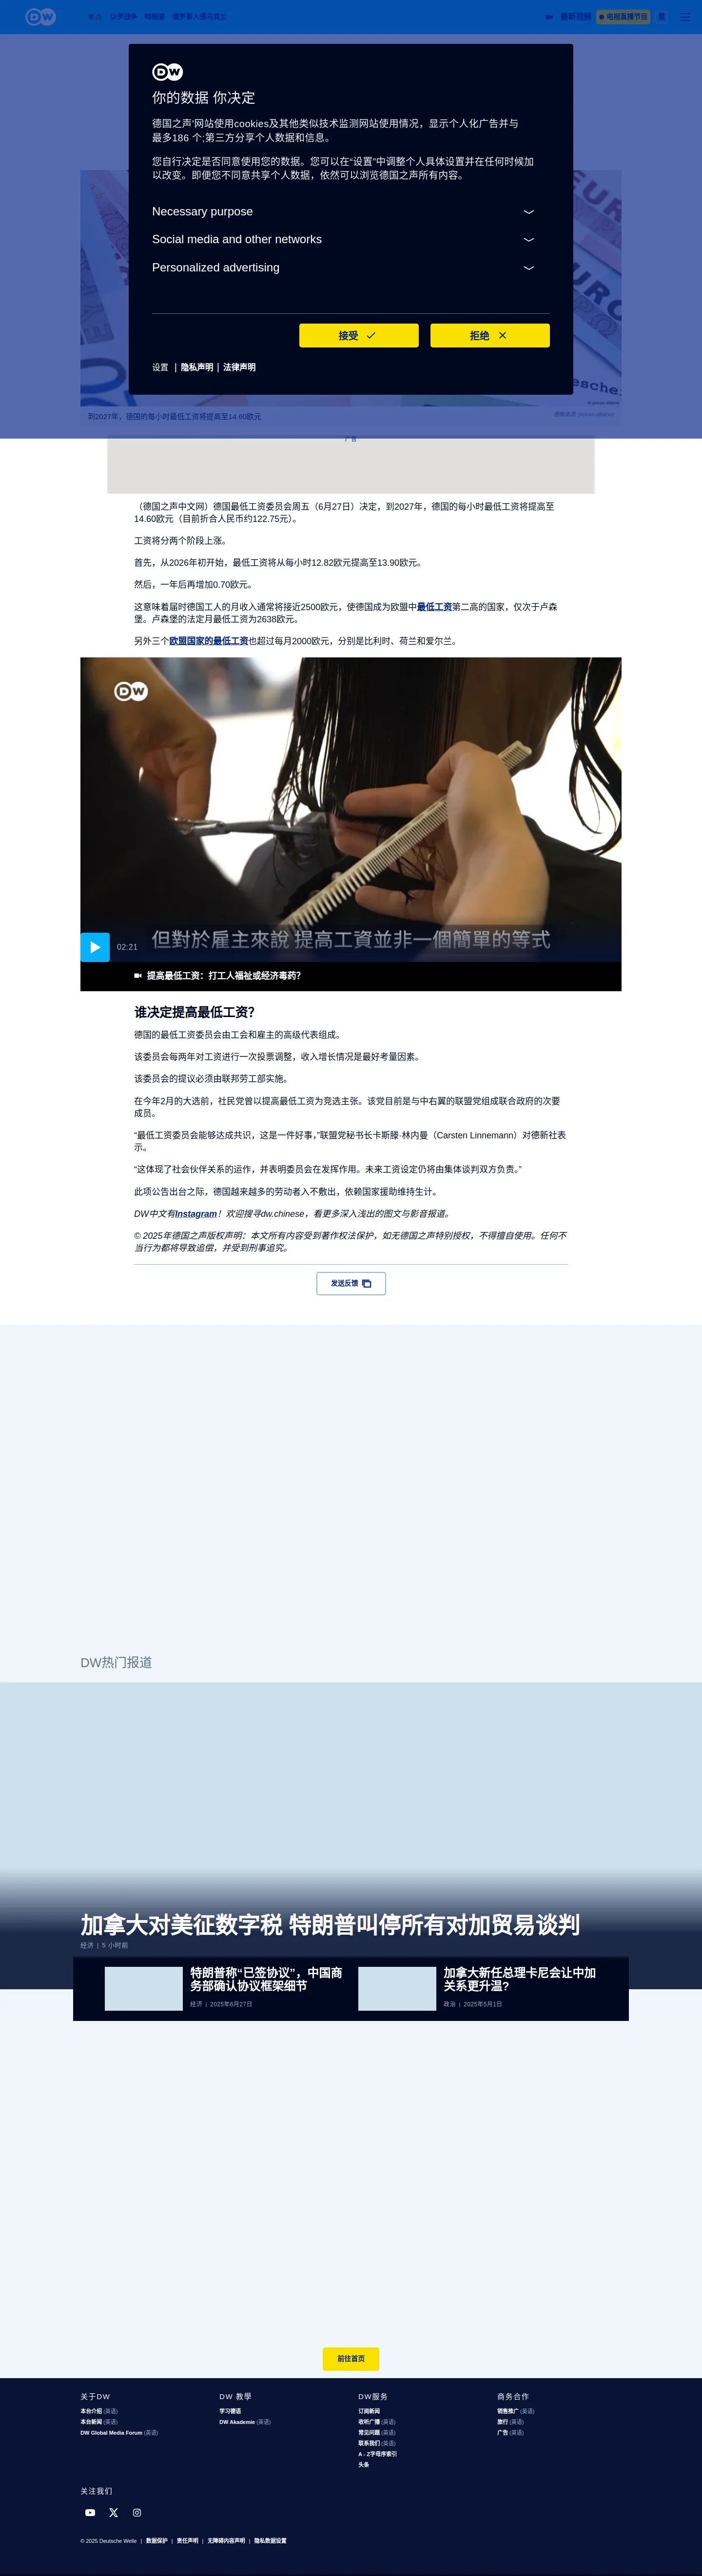 DW
焦点 以伊战争 特朗普 俄罗斯入侵乌克兰
最新视频 电视直播节目 繁
DW
你的数据 你决定
德国之声'网站使用cookies及其他类似技术监测网站使用情况，显示个人化广告并与
最多186 个;第三方分享个人数据和信息。
您自行决定是否同意使用您的数据。您可以在“设置”中调整个人具体设置并在任何时候加
以改变。即便您不同意共享个人数据，依然可以浏览德国之声所有内容。
Necessary purpose
Social media and other networks
Personalized advertising
接受 拒绝
设置 | 隐私声明 | 法律声明
到2027年，德国的每小时最低工资将提高至14.60欧元
广告
（德国之声中文网）德国最低工资委员会周五（6月27日）决定，到2027年，德国的每小时最低工资将提高至
14.60欧元（目前折合人民币约122.75元）。
工资将分两个阶段上涨。
首先，从2026年初开始，最低工资将从每小时12.82欧元提高至13.90欧元。
然后，一年后再增加0.70欧元。
这意味着届时德国工人的月收入通常将接近2500欧元，使德国成为欧盟中最低工资第二高的国家，仅次于卢森
堡。卢森堡的法定月最低工资为2638欧元。
另外三个欧盟国家的最低工资也超过每月2000欧元，分别是比利时、荷兰和爱尔兰。
DW
但對於雇主來說 提高工資並非一個簡單的等式
02:21
提高最低工资：打工人福祉或经济毒药？
谁决定提高最低工资？
德国的最低工资委员会由工会和雇主的高级代表组成。
该委员会每两年对工资进行一次投票调整，收入增长情况是最好考量因素。
该委员会的提议必须由联邦劳工部实施。
在今年2月的大选前，社民党曾以提高最低工资为竞选主张。该党目前是与中右翼的联盟党组成联合政府的次要
成员。
“最低工资委员会能够达成共识，这是一件好事，”联盟党秘书长卡斯滕·林内曼（Carsten Linnemann）对德新社表
示。
“这体现了社会伙伴关系的运作，并表明委员会在发挥作用。未来工资设定仍将由集体谈判双方负责。”
此项公告出台之际，德国越来越多的劳动者入不敷出，依赖国家援助维持生计。
DW中文有Instagram！欢迎搜寻dw.chinese，看更多深入浅出的图文与影音报道。
© 2025年德国之声版权声明：本文所有内容受到著作权法保护，如无德国之声特别授权，不得擅自使用。任何不
当行为都将导致追偿，并受到刑事追究。
发送反馈
DW热门报道
加拿大对美征数字税 特朗普叫停所有对加贸易谈判
经济 | 5 小时前
特朗普称“已签协议”，中国商
务部确认协议框架细节
经济 | 2025年6月27日
加拿大新任总理卡尼会让中加
关系更升温?
政治 | 2025年5月1日
前往首页
关于DW
本台介绍 (英语)
本台新闻 (英语)
DW Global Media Forum (英语)
DW 教學
学习德语
DW Akademie (英语)
DW服务
订阅新闻
收听广播 (英语)
常见问题 (英语)
联系我们 (英语)
A - Z字母序索引
头条
商务合作
销售推广 (英语)
旅行 (英语)
广告 (英语)
关注我们
© 2025 Deutsche Welle | 数据保护 | 责任声明 | 无障碍内容声明 | 隐私数据设置